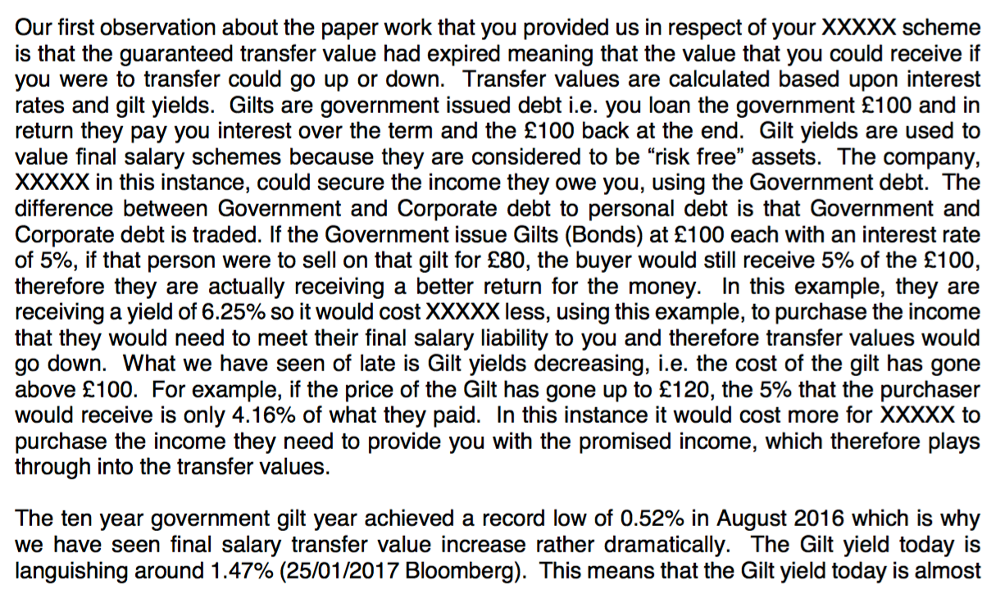 Our first observation about the paper work that you provided us in respect of your XXXXX scheme
is that the guaranteed transfer value had expired meaning that the value that you could receive if
you were to transfer could go up or down.  Transfer values are calculated based upon interest
rates and gilt yields.  Gilts are government issued debt i.e. you loan the government £100 and in
return they pay you interest over the term and the £100 back at the end.  Gilt yields are used to
value final salary schemes because they are considered to be “risk free” assets.  The company,
XXXXX in this instance, could secure the income they owe you, using the Government debt.  The
difference between Government and Corporate debt to personal debt is that Government and
Corporate debt is traded. If the Government issue Gilts (Bonds) at £100 each with an interest rate
of 5%, if that person were to sell on that gilt for £80, the buyer would still receive 5% of the £100,
therefore they are actually receiving a better return for the money.  In this example, they are
receiving a yield of 6.25% so it would cost XXXXX less, using this example, to purchase the income
that they would need to meet their final salary liability to you and therefore transfer values would
go down.  What we have seen of late is Gilt yields decreasing, i.e. the cost of the gilt has gone
above £100.  For example, if the price of the Gilt has gone up to £120, the 5% that the purchaser
would receive is only 4.16% of what they paid.  In this instance it would cost more for XXXXX to
purchase the income they need to provide you with the promised income, which therefore plays
through into the transfer values.
The ten year government gilt year achieved a record low of 0.52% in August 2016 which is why
we have seen final salary transfer value increase rather dramatically.  The Gilt yield today is
languishing around 1.47% (25/01/2017 Bloomberg).  This means that the Gilt yield today is almost